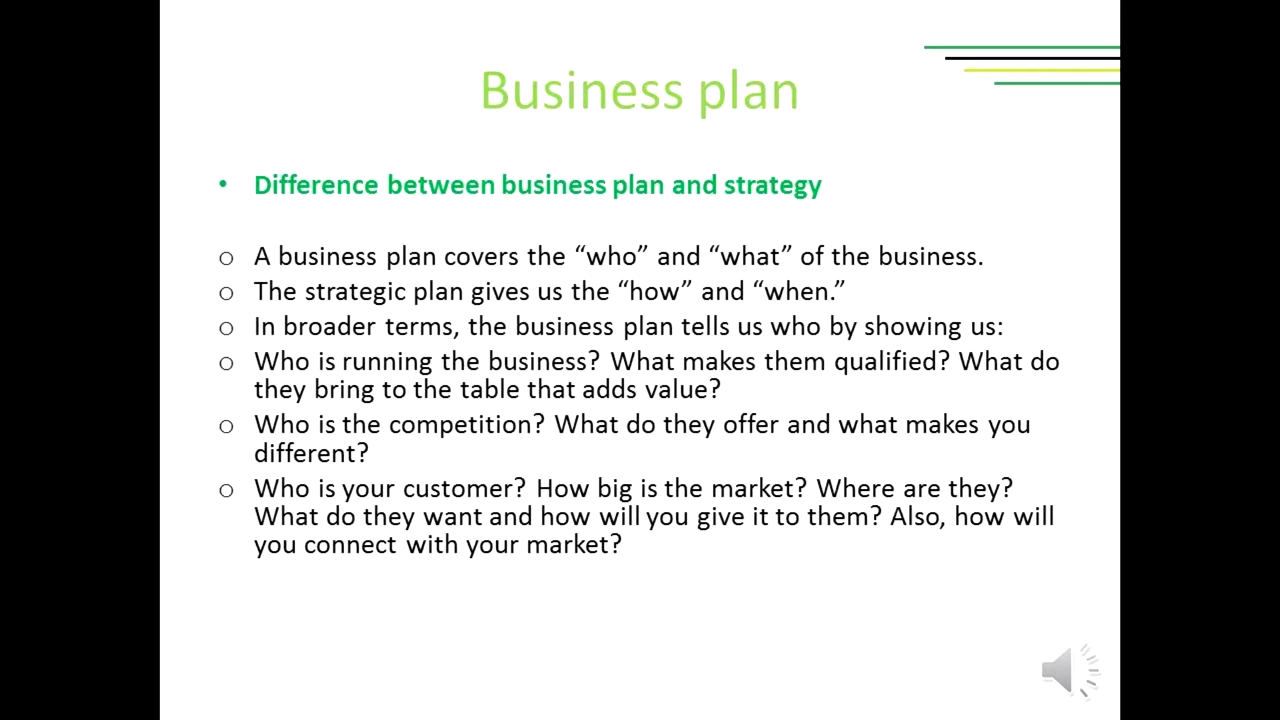 Business plan
• Difference between business plan and strategy
o A business plan covers the “who” and “what” of the business.
o The strategic plan gives us the “how” and “when.”
o In broader terms, the business plan tells us who by showing us:
o Who is running the business? What makes them qualified? What do
they bring to the table that adds value?
o Who is the competition? What do they offer and what makes you
different?
o Who is your customer? How big is the market? Where are they?
What do they want and how will you give it to them? Also, how will
you connect with your market?